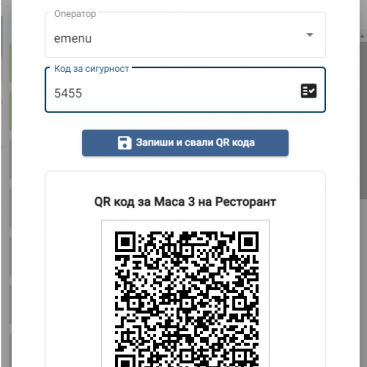 Оператор
emenu
Код за сигурност
5455
Запиши и свали QR кода
QR код за Маса 3 на Ресторант